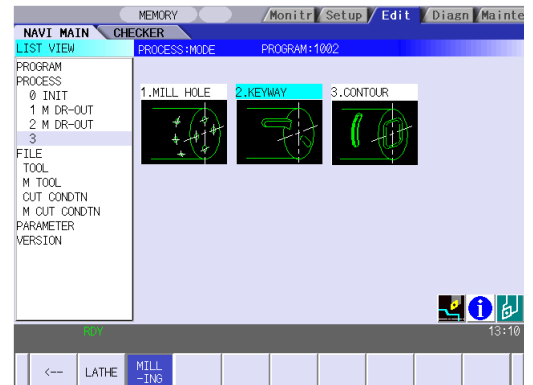 MEMORY
Monitr Setup Edit Diagn Mainte
NAVI MAIN CHECKER
LIST VIEW PROCESS:MODE PROGRAM:1002
PROGRAM
PROCESS
0 INIT
1 M DR-OUT
2 M DR-OUT
3
FILE
TOOL
M TOOL
CUT CONDTN
M CUT CONDTN
PARAMETER
VERSION
1.MILL HOLE 2.KEYWAY 3.CONTOUR
RDY 13:10
<-- LATHE MILL
-ING